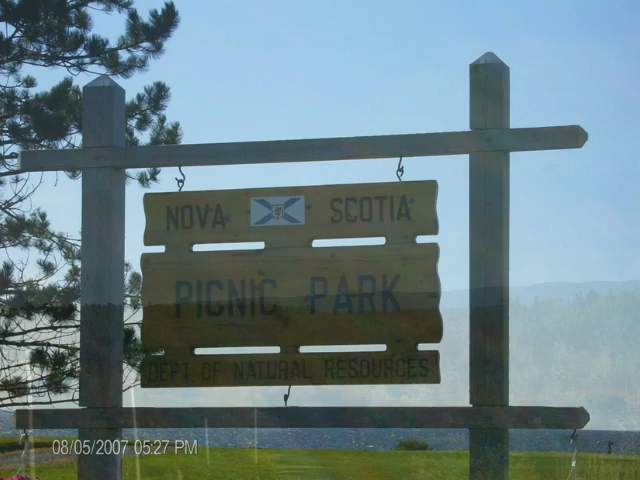 NOVA SCOTIA
PICNIC PARK
DEPT. OF NATURAL RESOURCES
08/05/2007 05:27 PM